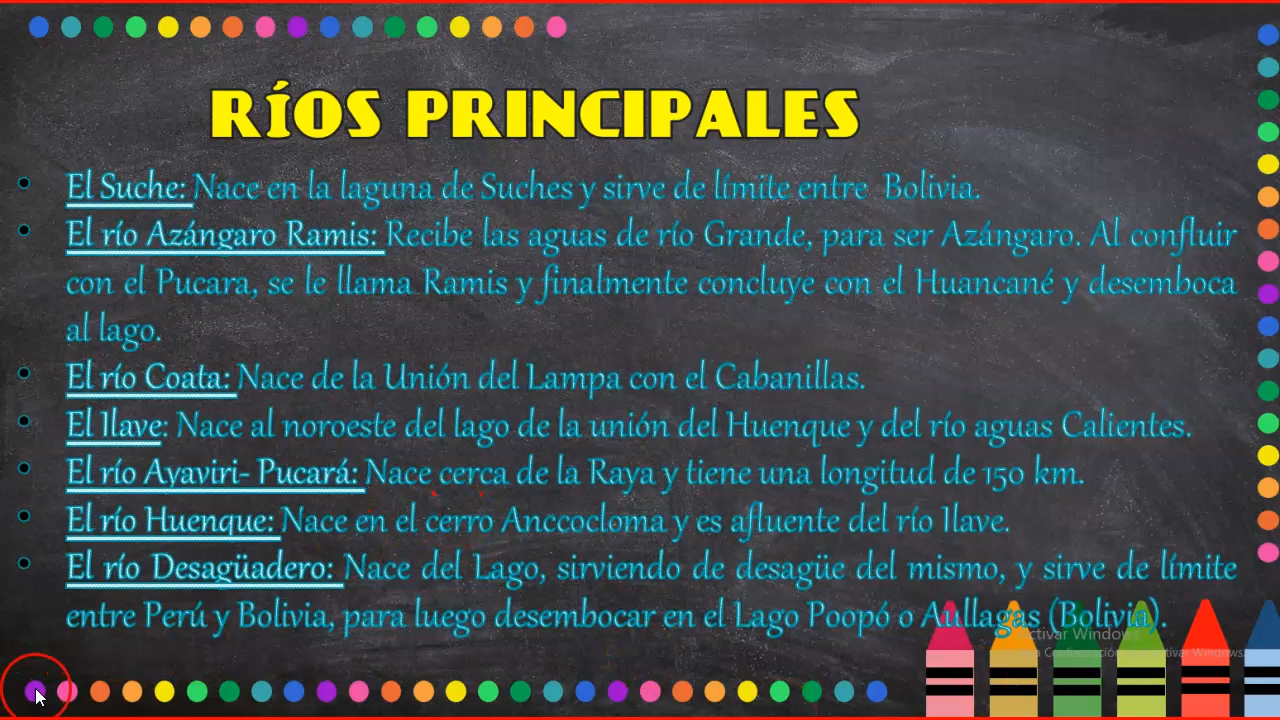 RÍOS PRINCIPALES
• El Suche: Nace en la laguna de Suches y sirve de límite entre Bolivia.
• El río Azángaro Ramis: Recibe las aguas de río Grande, para ser Azángaro. Al confluir
con el Pucara, se le llama Ramis y finalmente concluye con el Huancané y desemboca
al lago.
• El río Coata: Nace de la Unión del Lampa con el Cabanillas.
• El Ilave: Nace al noroeste del lago de la unión del Huenque y del río aguas Calientes.
• El río Ayaviri- Pucará: Nace cerca de la Raya y tiene una longitud de 150 km.
• El río Huenque: Nace en el cerro Anccocloma y es afluente del río Ilave.
• El río Desagüadero: Nace del Lago, sirviendo de desagüe del mismo, y sirve de límite
entre Perú y Bolivia, para luego desembocar en el Lago Poopó o Aullagas (Bolivia).
ctivar Windows